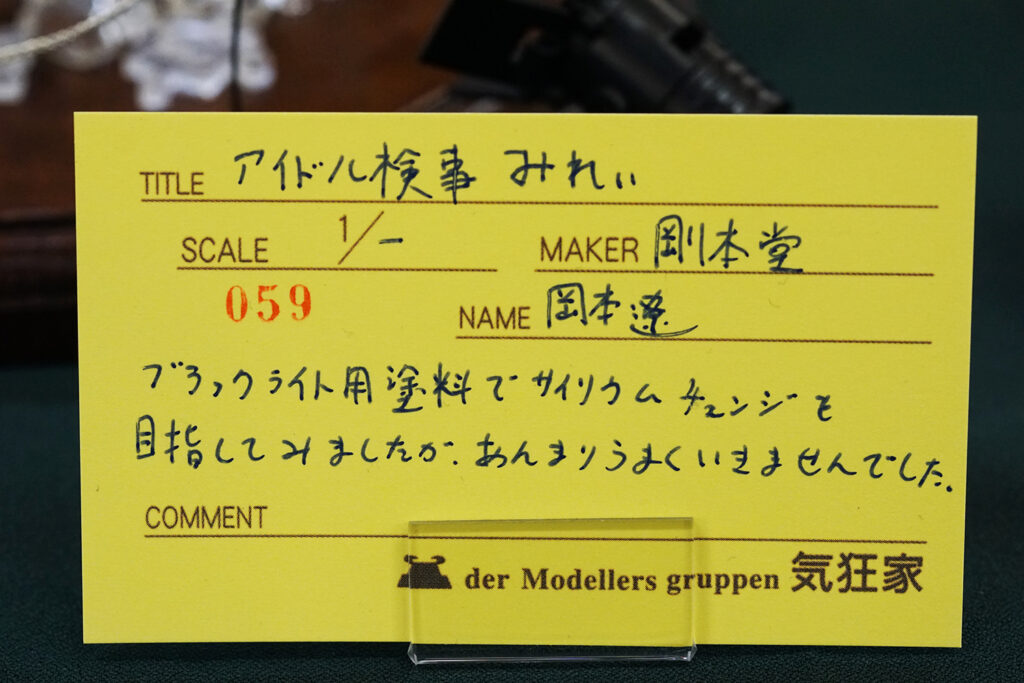 TITLE アイドル検事 みれぃ
SCALE 1/- MAKER 剛本堂
059 NAME 岡本遼
ブラックライト用塗料でサイリウムチェンジを
目指してみましたが、あんまりうまくいきませんでした。
COMMENT
der Modellers gruppen 気狂家